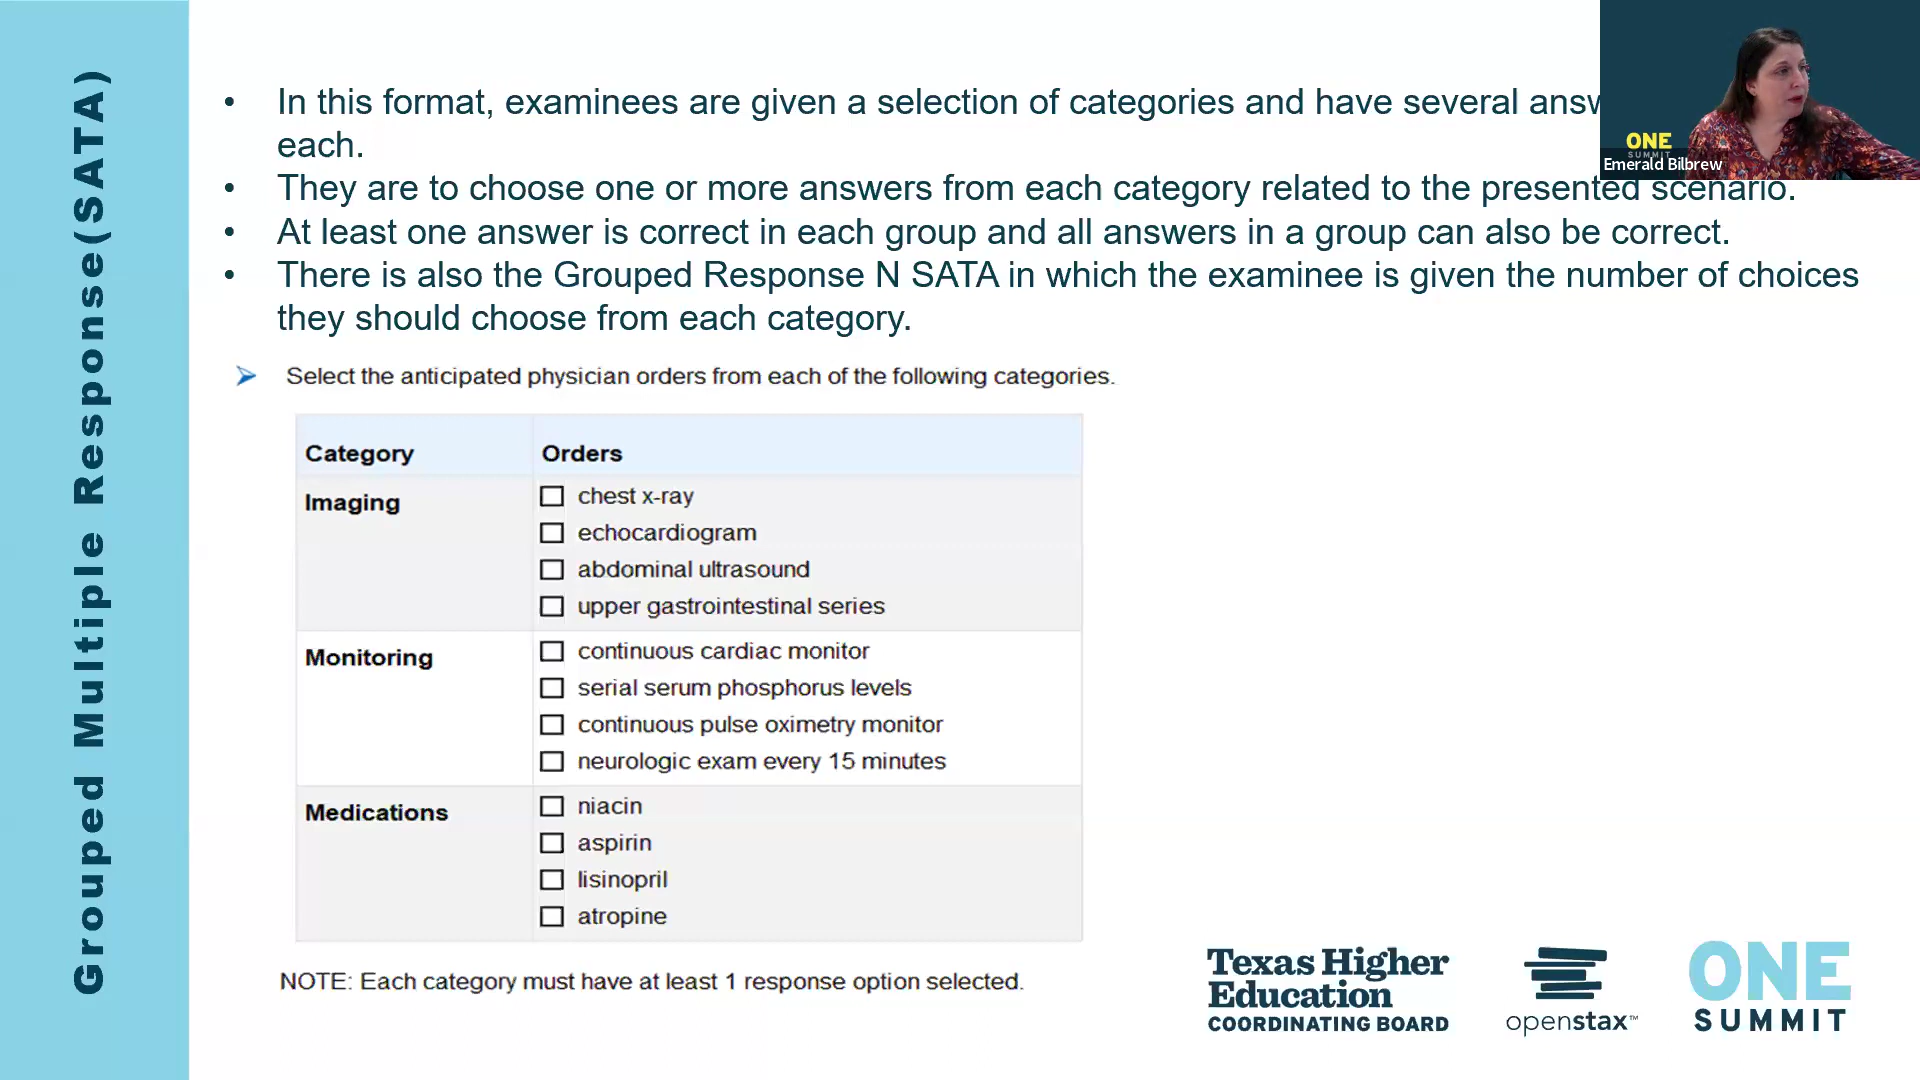 Grouped Multiple Response(SATA)
• In this format, examinees are given a selection of categories and have several
each.
• They are to choose one or more answers from each category related to the presented scenario.
• At least one answer is correct in each group and all answers in a group can also be correct.
• There is also the Grouped Response N SATA in which the examinee is given the number of choices
they should choose from each category.
Select the anticipated physician orders from each of the following categories.
Category Orders
Imaging
chest x-ray
echocardiogram
abdominal ultrasound
upper gastrointestinal series
Monitoring
continuous cardiac monitor
serial serum phosphorus levels
continuous pulse oximetry monitor
neurologic exam every 15 minutes
Medications
niacin
aspirin
lisinopril
atropine
NOTE: Each category must have at least 1 response option selected.
ONE
SUMMIT
Emerald Bilbrew
Texas Higher
Education
COORDINATING BOARD
openstax™
ONE
SUMMIT